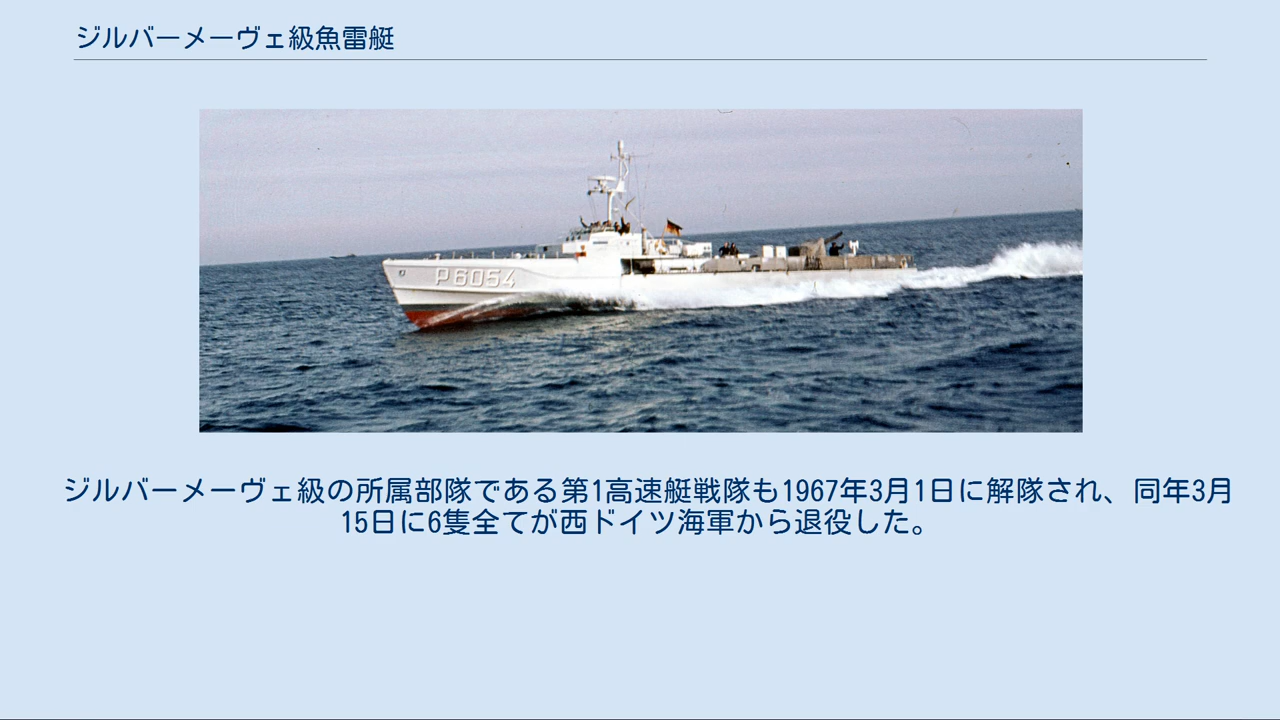 ジルバーメーヴェ級魚雷艇
P6054
ジルバーメーヴェ級の所属部隊である第1高速艇戦隊も1967年3月1日に解隊され、同年3月
15日に6隻全てが西ドイツ海軍から退役した。